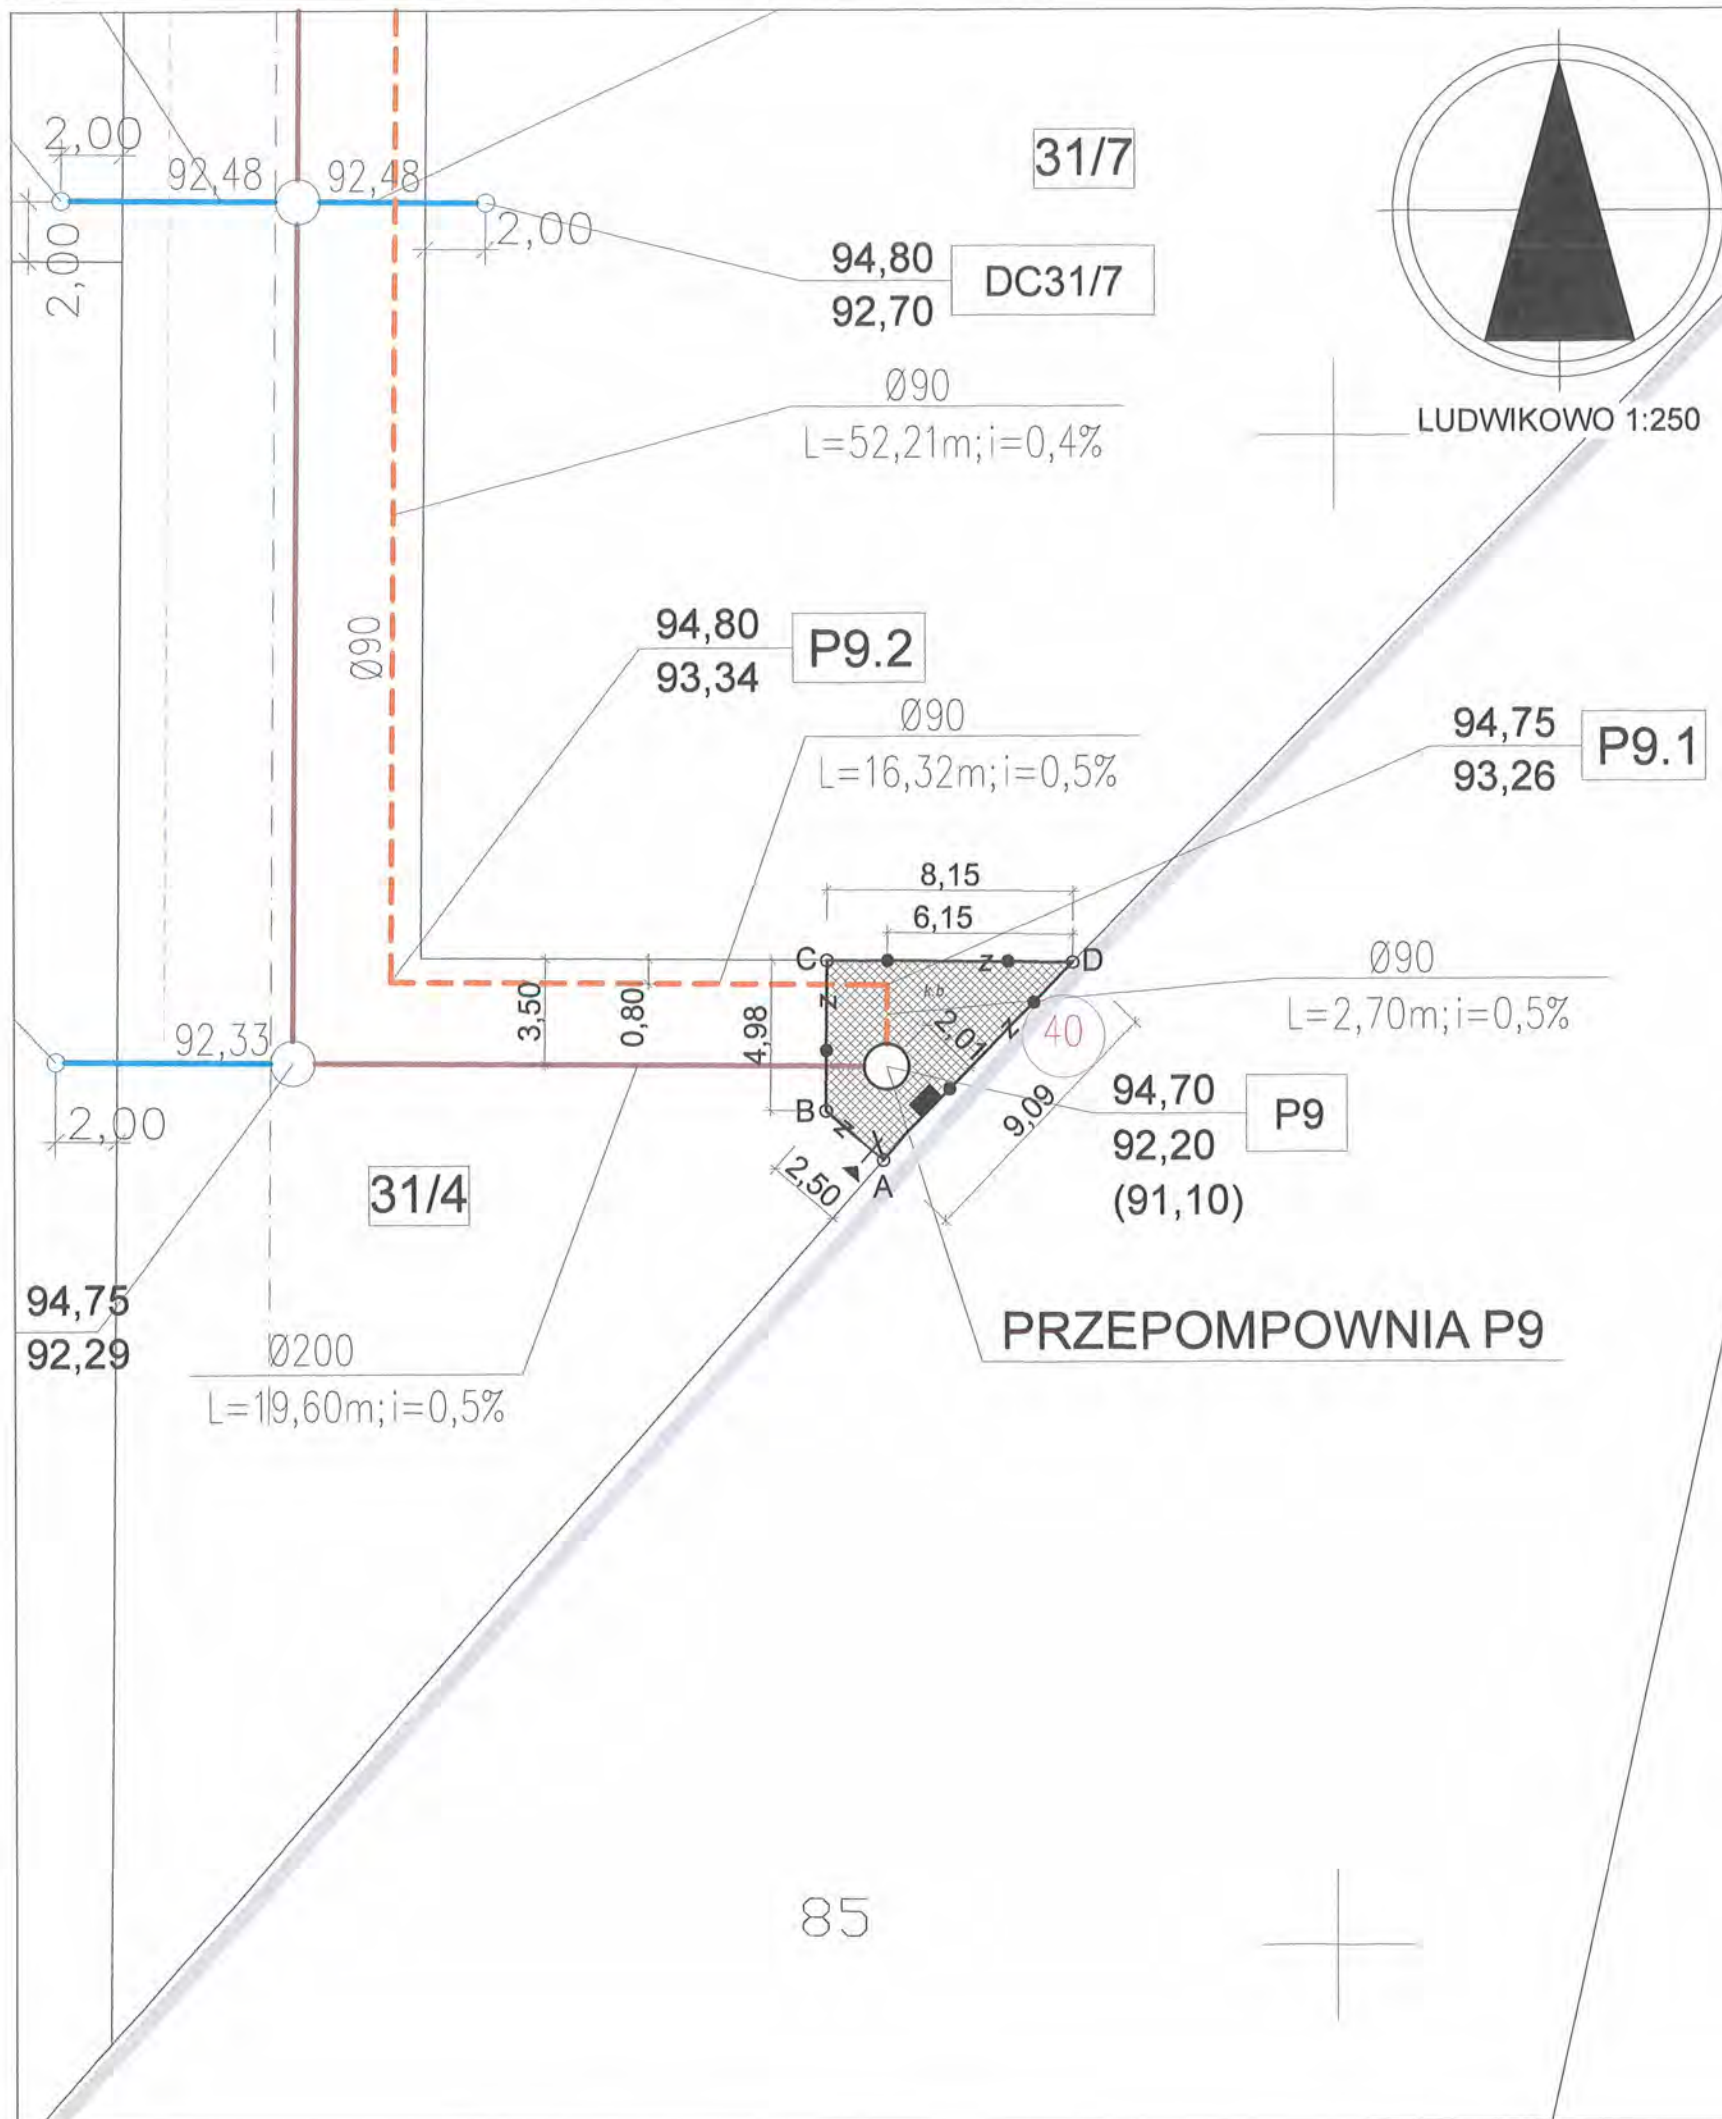 2,00
92,48
92,48
2,00
2,00
31/7
94,80
92,70
DC31/7
Ø90
L=52,21m;i=0,4%
LUDWIKOWO 1:250
Ø90
94,80
93,34
P9.2
Ø90
L=16,32m;i=0,5%
94,75
93,26
P9.1
8,15
6,15
C
z
D
Ø90
L=2,70m;i=0,5%
3,50
0,80
4,98
z
k.b.
2,01
z
40
92,33
2,00
B
z
A
2,50
9,09
94,70
92,20
(91,10)
P9
31/4
94,75
92,29
Ø200
L=19,60m;i=0,5%
PRZEPOMPOWNIA P9
85